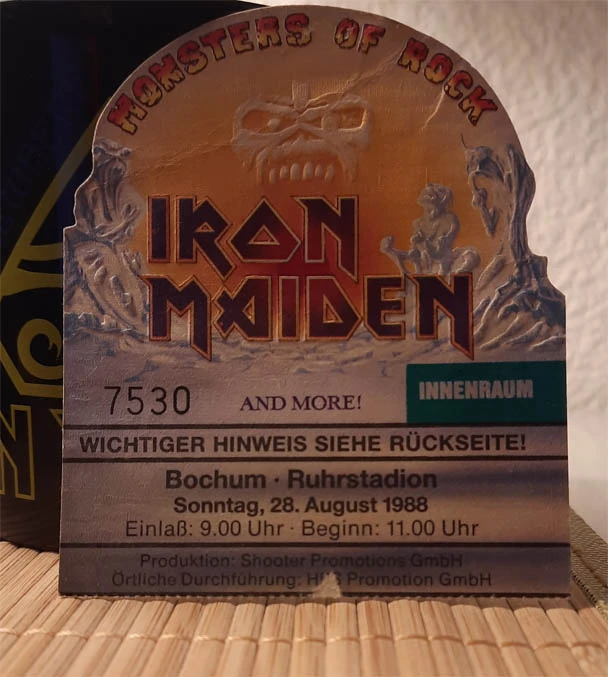 MONSTERS OF ROCK
IRON
MAIDEN
7530
AND MORE!
INNENRAUM
WICHTIGER HINWEIS SIEHE RÜCKSEITE!
Bochum · Ruhrstadion
Sonntag, 28. August 1988
Einlaß: 9.00 Uhr · Beginn: 11.00 Uhr
Produktion: Shooter Promotions GmbH
Örtliche Durchführung: Promotion GmbH